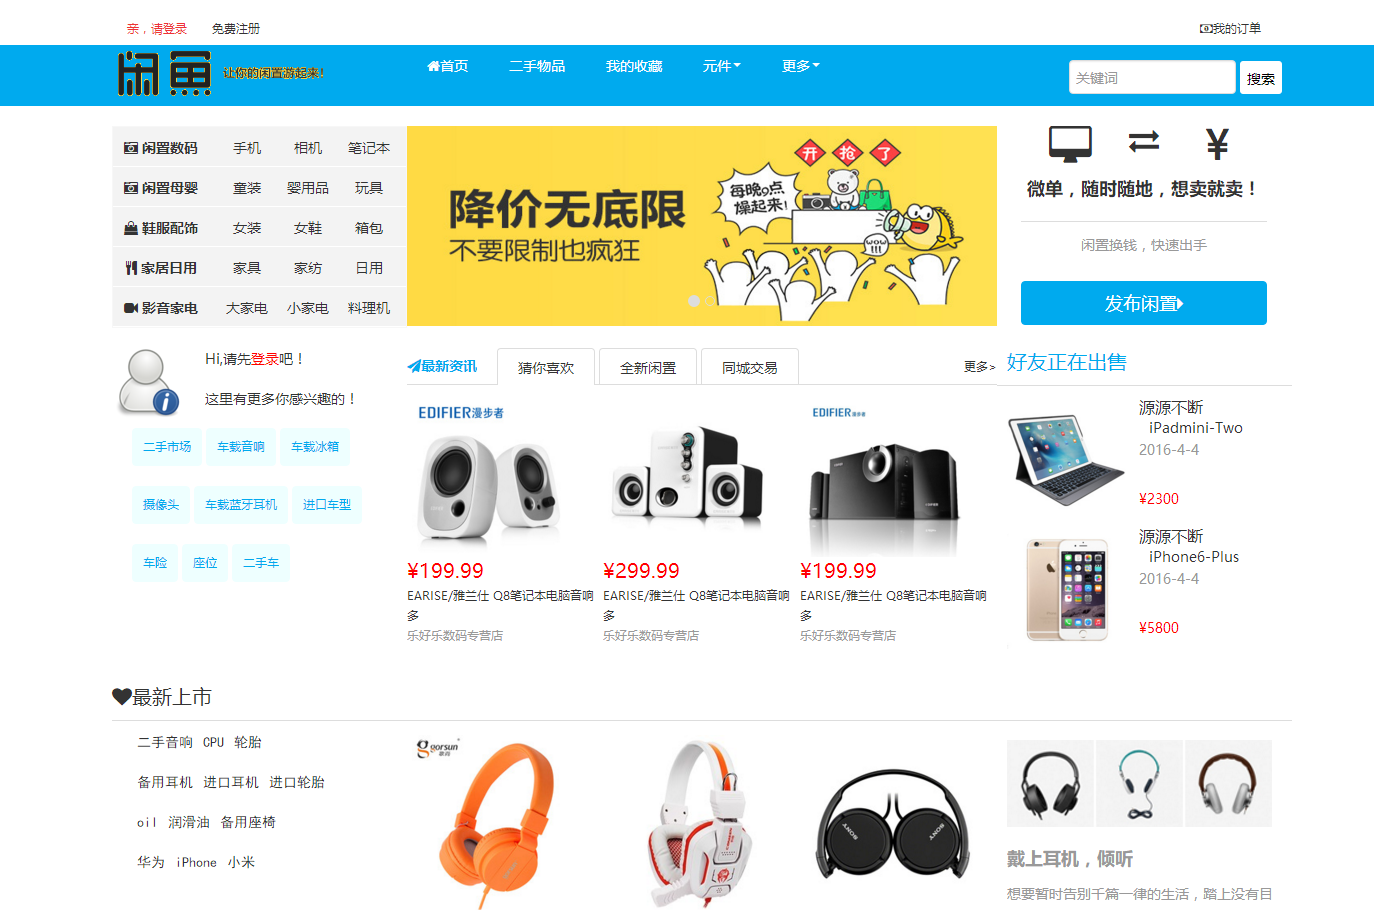 亲，请登录 免费注册 我的订单
闲鱼 让你的闲置游起来!
首页 二手物品 我的收藏 元件 更多 关键词 搜索
闲置数码 手机 相机 笔记本
闲置母婴 童装 婴用品 玩具
鞋服配饰 女装 女鞋 箱包
家居日用 家具 家纺 日用
影音家电 大家电 小家电 料理机
开 抢 了
每晚9点
燥起来!
降价无底限
不要限制也疯狂
wow
!!!
微单，随时随地，想卖就卖！
闲置换钱，快速出手
发布闲置
Hi,请先登录吧！
这里有更多你感兴趣的！
二手市场 车载音响 车载冰箱
摄像头 车载蓝牙耳机 进口车型
车险 座位 二手车
最新资讯 猜你喜欢 全新闲置 同城交易 更多>
EDIFIER漫步者
EDIFIER漫步者
¥199.99 ¥299.99 ¥199.99
EARISE/雅兰仕 Q8笔记本电脑音响 EARISE/雅兰仕 Q8笔记本电脑音响 EARISE/雅兰仕 Q8笔记本电脑音响
多 多 多
乐好乐数码专营店 乐好乐数码专营店 乐好乐数码专营店
好友正在出售
源源不断
iPadmini-Two
2016-4-4
¥2300
源源不断
iPhone6-Plus
2016-4-4
¥5800
最新上市
二手音响 CPU 轮胎
备用耳机 进口耳机 进口轮胎
oil 润滑油 备用座椅
华为 iPhone 小米
gorsun
SONY SONY
戴上耳机，倾听
想要暂时告别千篇一律的生活，踏上没有目